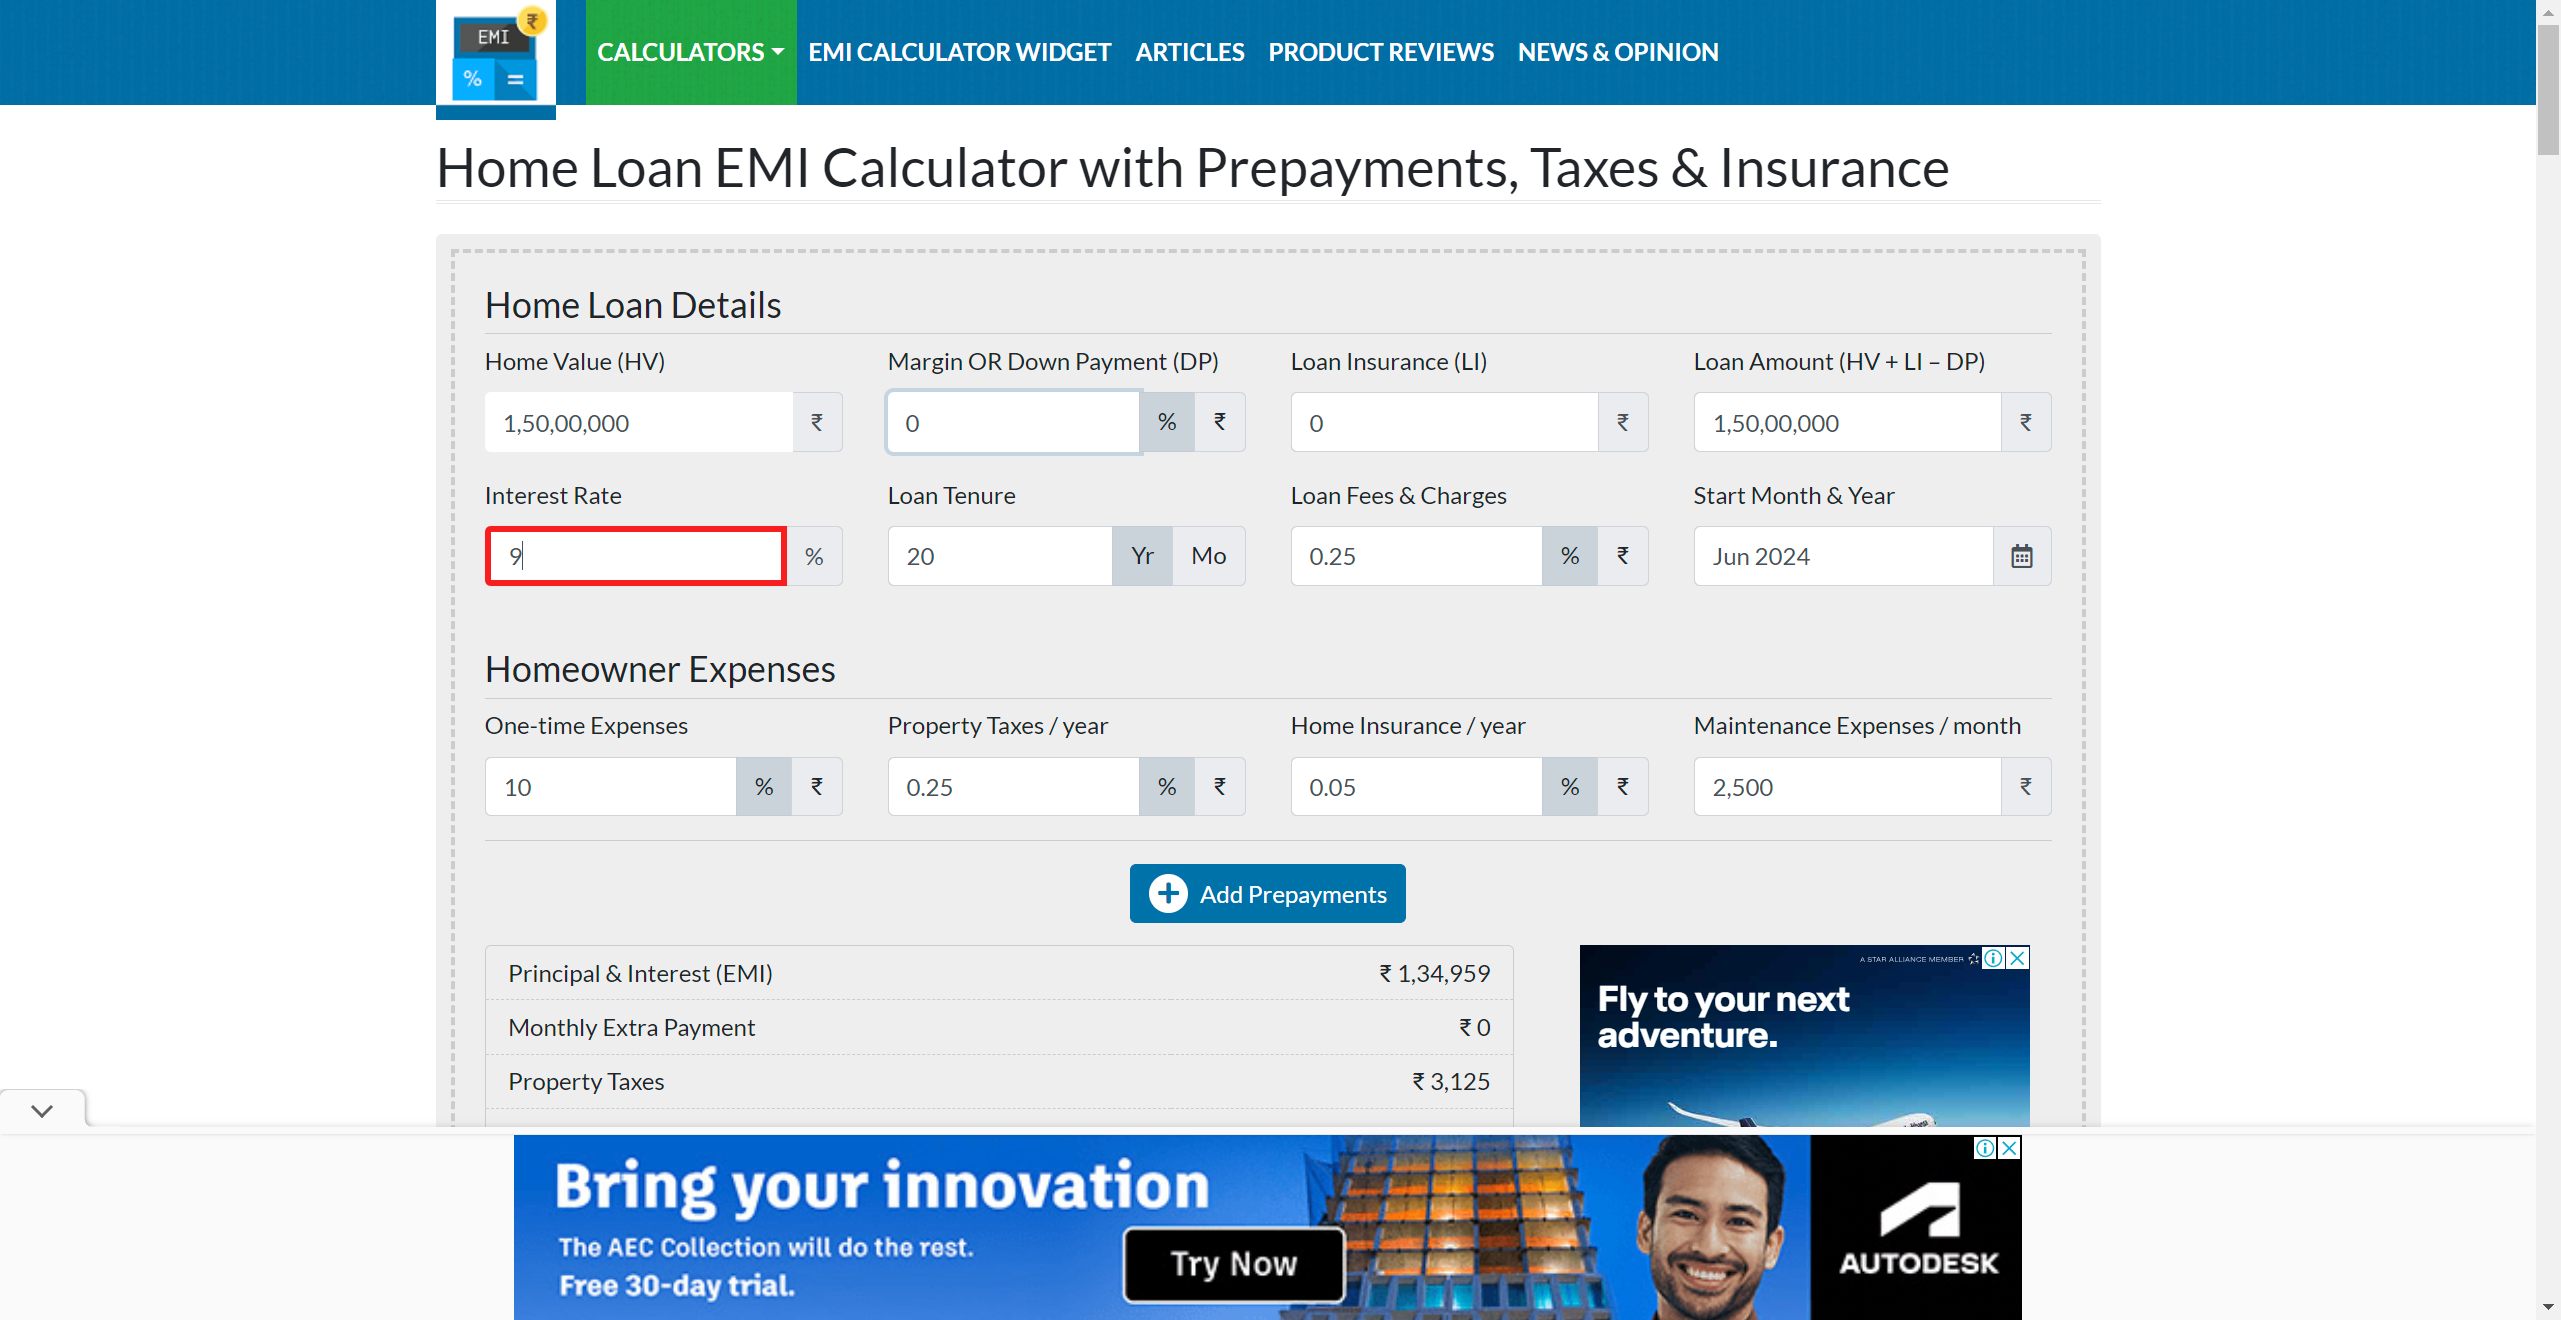 EMI
₹
%
=
CALCULATORS
EMI CALCULATOR WIDGET
ARTICLES
PRODUCT REVIEWS
NEWS & OPINION
Home Loan EMI Calculator with Prepayments, Taxes & Insurance
Home Loan Details
Home Value (HV)
Margin OR Down Payment (DP)
Loan Insurance (LI)
Loan Amount (HV + LI – DP)
1,50,00,000 ₹
0 % ₹
0 ₹
1,50,00,000 ₹
Interest Rate
Loan Tenure
Loan Fees & Charges
Start Month & Year
9 %
20 Yr Mo
0.25 % ₹
Jun 2024
Homeowner Expenses
One-time Expenses
Property Taxes / year
Home Insurance / year
Maintenance Expenses / month
10 % ₹
0.25 % ₹
0.05 % ₹
2,500 ₹
Add Prepayments
Principal & Interest (EMI) ₹ 1,34,959
Monthly Extra Payment ₹ 0
Property Taxes ₹ 3,125
A STAR ALLIANCE MEMBER
Fly to your next
adventure.
Bring your innovation
The AEC Collection will do the rest.
Free 30-day trial.
Try Now
AUTODESK